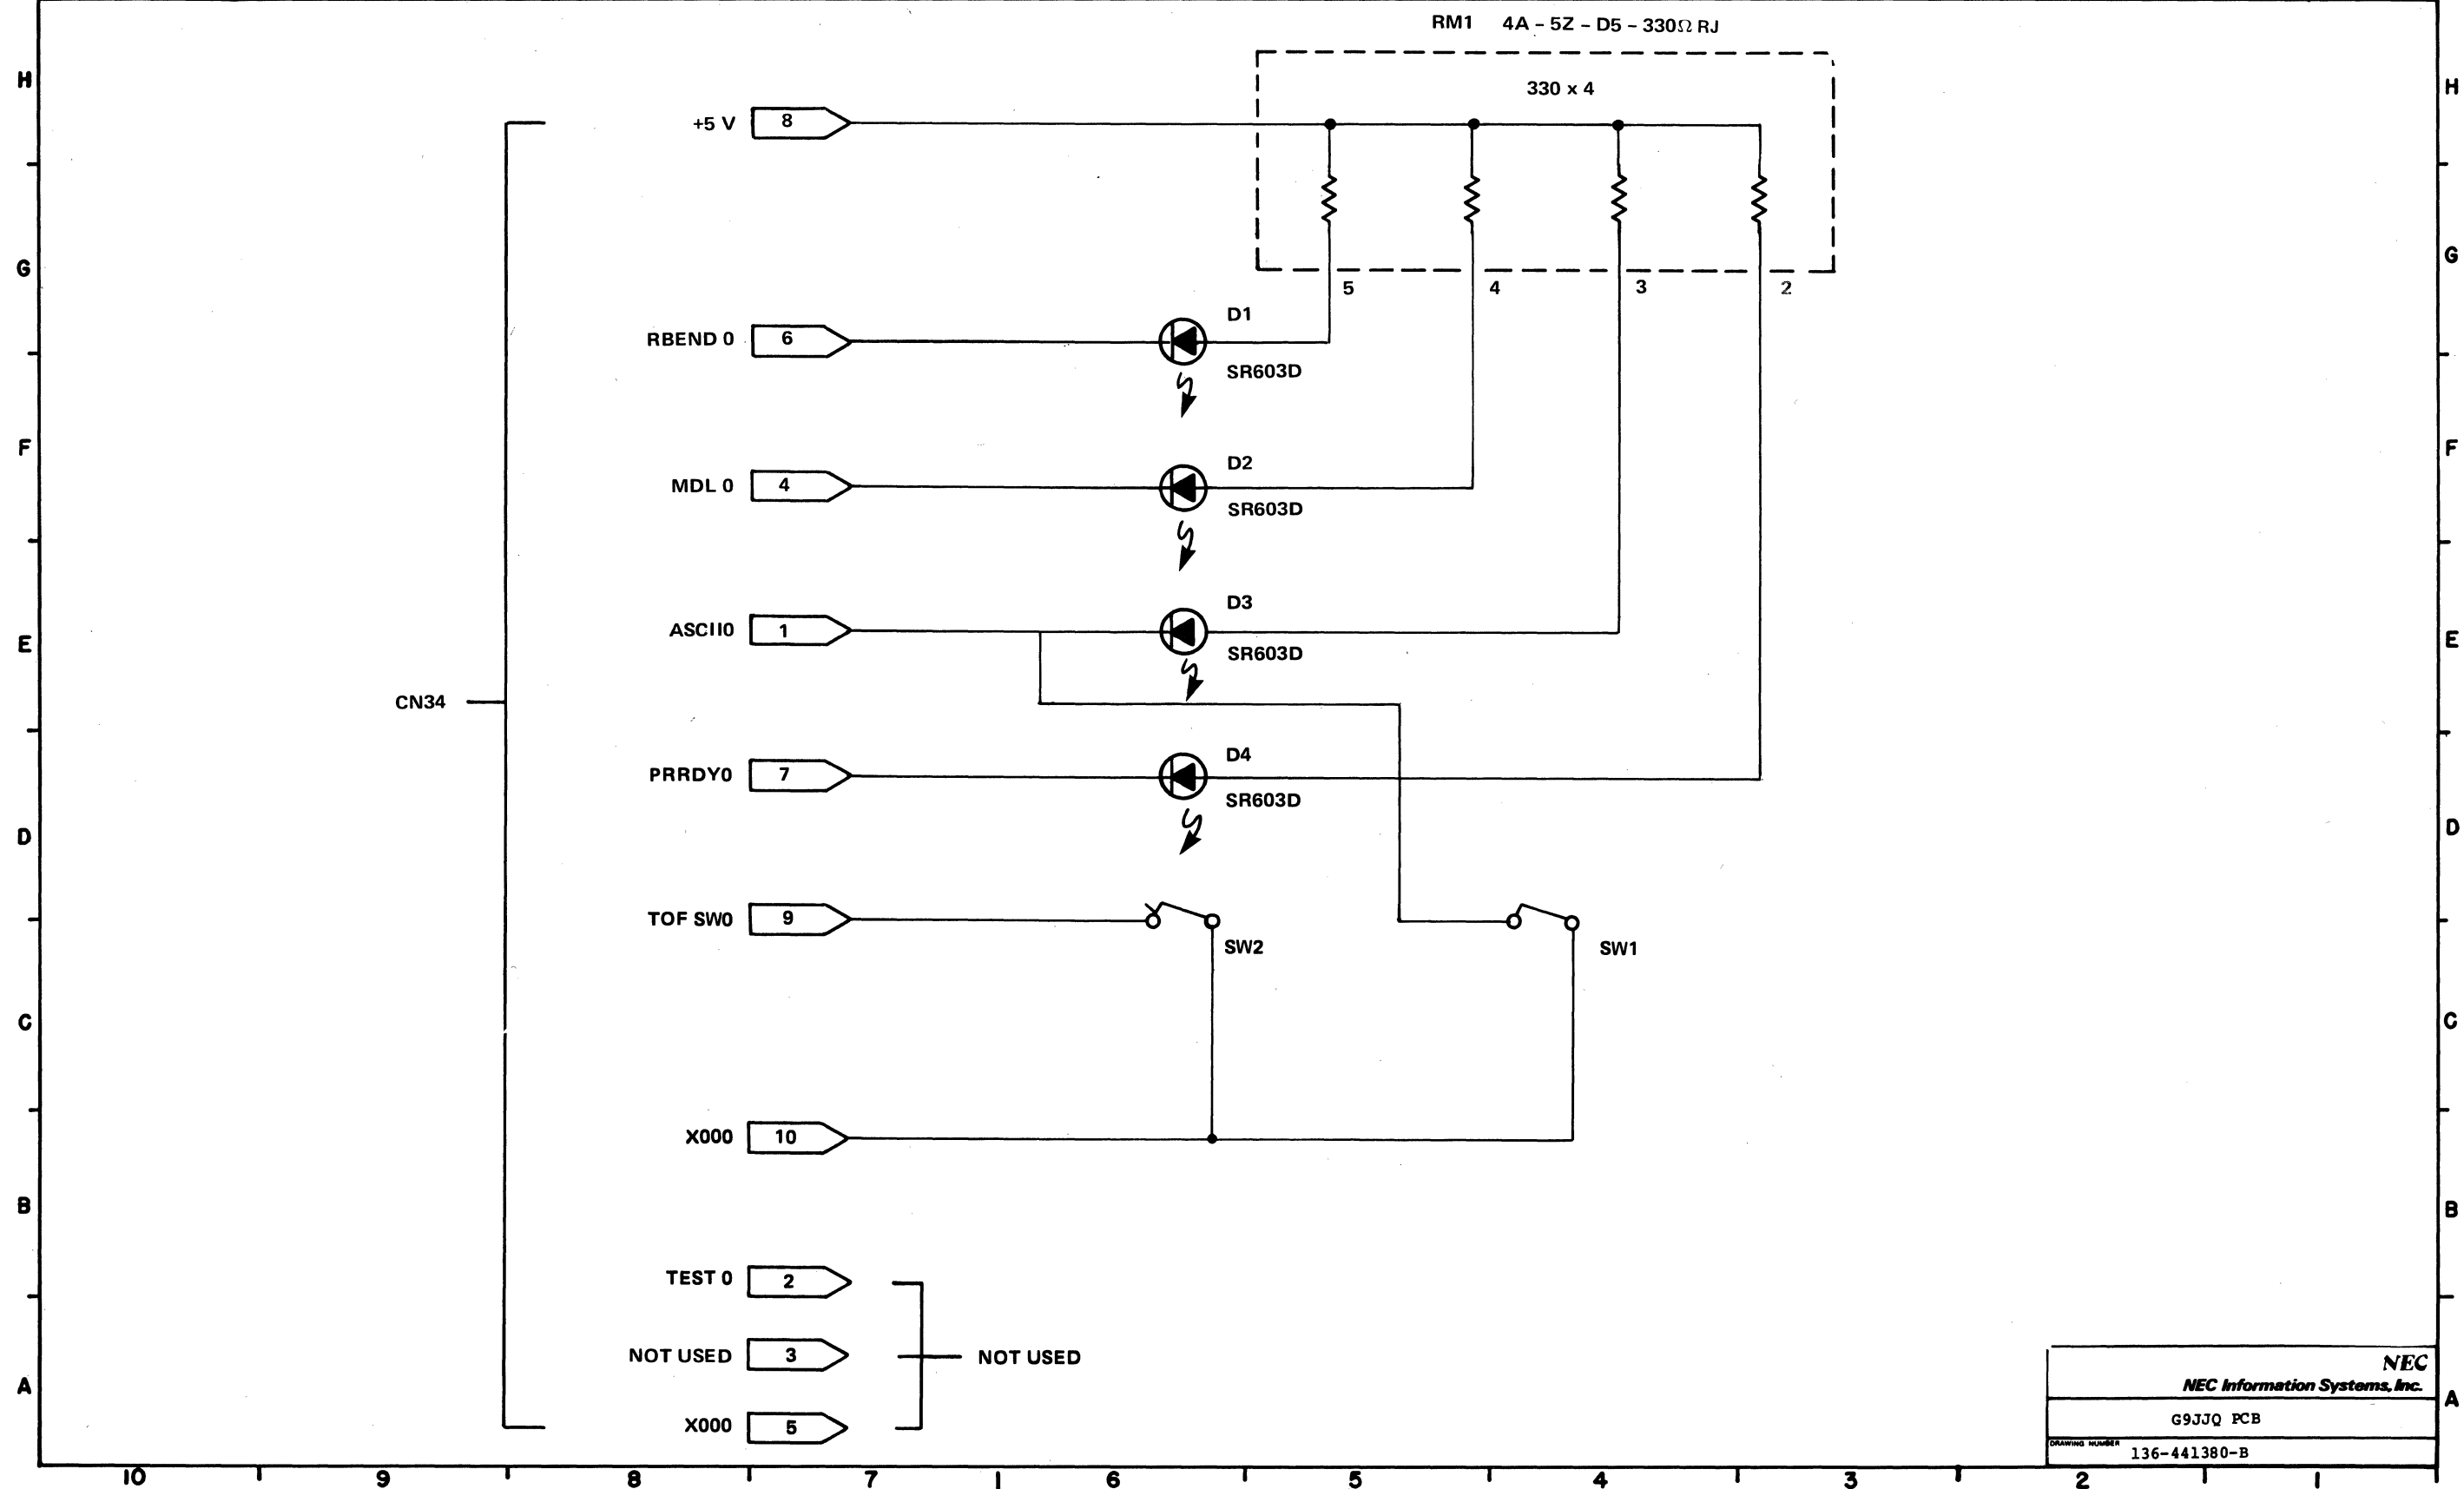 RM1 4A – 5Z – D5 – 330Ω RJ
H
H
330 x 4
+5 V 8
G
G
5 4 3 2
D1
RBEND 0 6
SR603D
F
F
D2
MDL 0 4
SR603D
D3
ASCII0 1
E
E
SR603D
CN34
D4
PRRDY0 7
SR603D
D
D
TOF SW0 9
SW2
SW1
C
C
X000 10
B
B
TEST 0 2
NOT USED 3
NOT USED
X000 5
A
A
NEC
NEC Information Systems, Inc.
G9JJQ PCB
DRAWING NUMBER 136-441380-B
10 9 8 7 6 5 4 3 2